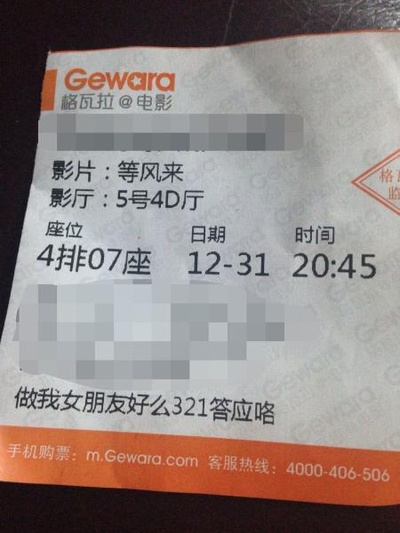 Gewara
格瓦拉@电影
影片：等风来
影厅：5号4D厅
座位 日期 时间
4排07座 12-31 20:45
做我女朋友好么321答应咯
手机购票：m.Gewara.com 客服热线：4000-406-506